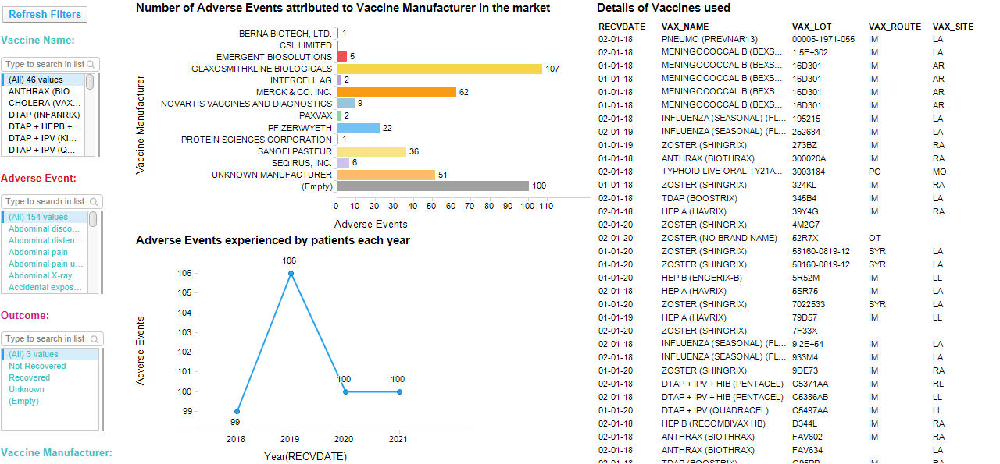 Refresh Filters
Vaccine Name:
Type to search in list
(All) 46 values
ANTHRAX (BIO...
CHOLERA (VAX...
DTAP (INFANRIX)
DTAP + HEPB +...
DTAP + IPV (KI...
DTAP + IPV (Q...
Adverse Event:
Type to search in list
(All) 154 values
Abdominal disco...
Abdominal disten...
Abdominal pain
Abdominal pain u...
Abdominal X-ray
Accidental expos...
Outcome:
Type to search in list
(All) 3 values
Not Recovered
Recovered
Unknown
(Empty)
Vaccine Manufacturer:
Number of Adverse Events attributed to Vaccine Manufacturer in the market
Vaccine Manufacturer
BERNA BIOTECH, LTD. 1
CSL LIMITED
EMERGENT BIOSOLUTIONS 5
GLAXOSMITHKLINE BIOLOGICALS 107
INTERCELL AG 2
MERCK & CO. INC. 62
NOVARTIS VACCINES AND DIAGNOSTICS 9
PAXVAX 2
PFIZER\WYETH 22
PROTEIN SCIENCES CORPORATION 1
SANOFI PASTEUR 36
SEQIRUS, INC. 6
UNKNOWN MANUFACTURER 51
(Empty) 100
0 10 20 30 40 50 60 70 80 90 100 110
Adverse Events
Adverse Events experienced by patients each year
Adverse Events
106
106
105
104
103
102
101
100 100 100
99
99
2018 2019 2020 2021
Year(RECVDATE)
Details of Vaccines used
RECVDATE VAX_NAME VAX_LOT VAX_ROUTE VAX_SITE
02-01-18 PNEUMO (PREVNAR13) 00005-1971-055 IM LA
02-01-18 MENINGOCOCCAL B (BEXS... 1.5E+302 IM LA
01-01-18 MENINGOCOCCAL B (BEXS... 16D301 IM AR
01-01-18 MENINGOCOCCAL B (BEXS... 16D301 IM AR
01-01-18 MENINGOCOCCAL B (BEXS... 16D301 IM AR
01-01-18 MENINGOCOCCAL B (BEXS... 16D301 IM AR
02-01-18 INFLUENZA (SEASONAL) (FL... 195215 IM LA
02-01-19 INFLUENZA (SEASONAL) (FL... 252684 IM LA
01-01-19 ZOSTER (SHINGRIX) 273BZ IM RA
01-01-18 ANTHRAX (BIOTHRAX) 300020A IM RA
02-01-18 TYPHOID LIVE ORAL TY21A... 3003184 PO MO
01-01-18 ZOSTER (SHINGRIX) 324KL IM RA
02-01-18 TDAP (BOOSTRIX) 345B4 IM LA
02-01-18 HEP A (HAVRIX) 39Y4G IM RA
02-01-20 ZOSTER (SHINGRIX) 4M2C7
02-01-20 ZOSTER (NO BRAND NAME) 52R7X OT
01-01-20 ZOSTER (SHINGRIX) 58160-0819-12 SYR LA
01-01-20 ZOSTER (SHINGRIX) 58160-0819-12 SYR LA
01-01-20 HEP B (ENGERIX-B) 5R52M IM LL
02-01-18 HEP A (HAVRIX) 5SR75 IM LA
01-01-20 ZOSTER (SHINGRIX) 7022533 SYR LA
01-01-19 HEP A (HAVRIX) 79D57 IM LL
02-01-20 ZOSTER (SHINGRIX) 7F33X
02-01-18 INFLUENZA (SEASONAL) (FL... 9.2E+54 IM LA
02-01-18 INFLUENZA (SEASONAL) (FL... 933M4 IM LA
01-01-20 ZOSTER (SHINGRIX) 9DE73 IM RA
02-01-18 DTAP + IPV + HIB (PENTACEL) C5371AA IM RL
02-01-18 DTAP + IPV + HIB (PENTACEL) C5386AB IM LL
01-01-20 DTAP + IPV (QUADRACEL) C5497AA IM LL
02-01-18 HEP B (RECOMBIVAX HB) D344L IM RA
02-01-18 ANTHRAX (BIOTHRAX) FAV602 IM RA
02-01-18 ANTHRAX (BIOTHRAX) FAV634 LA
02-01-18 TDAP (BOOSTRIX) IM RA